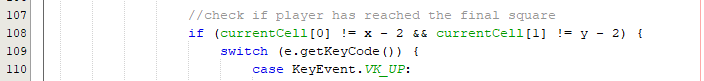 107 //check if player has reached the final square
108 if (currentCell[0] != x - 2 && currentCell[1] != y - 2) {
109 switch (e.getKeyCode()) {
110 case KeyEvent.VK_UP: